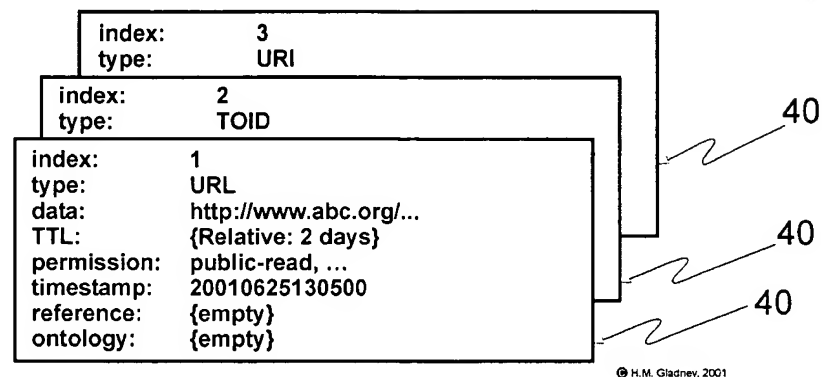 index: 3
type: URI
index: 2
type: TOID
index: 1
type: URL
data: http://www.abc.org/...
TTL: {Relative: 2 days}
permission: public-read, ...
timestamp: 20010625130500
reference: {empty}
ontology: {empty}
40
40
40
© H.M. Gladney, 2001